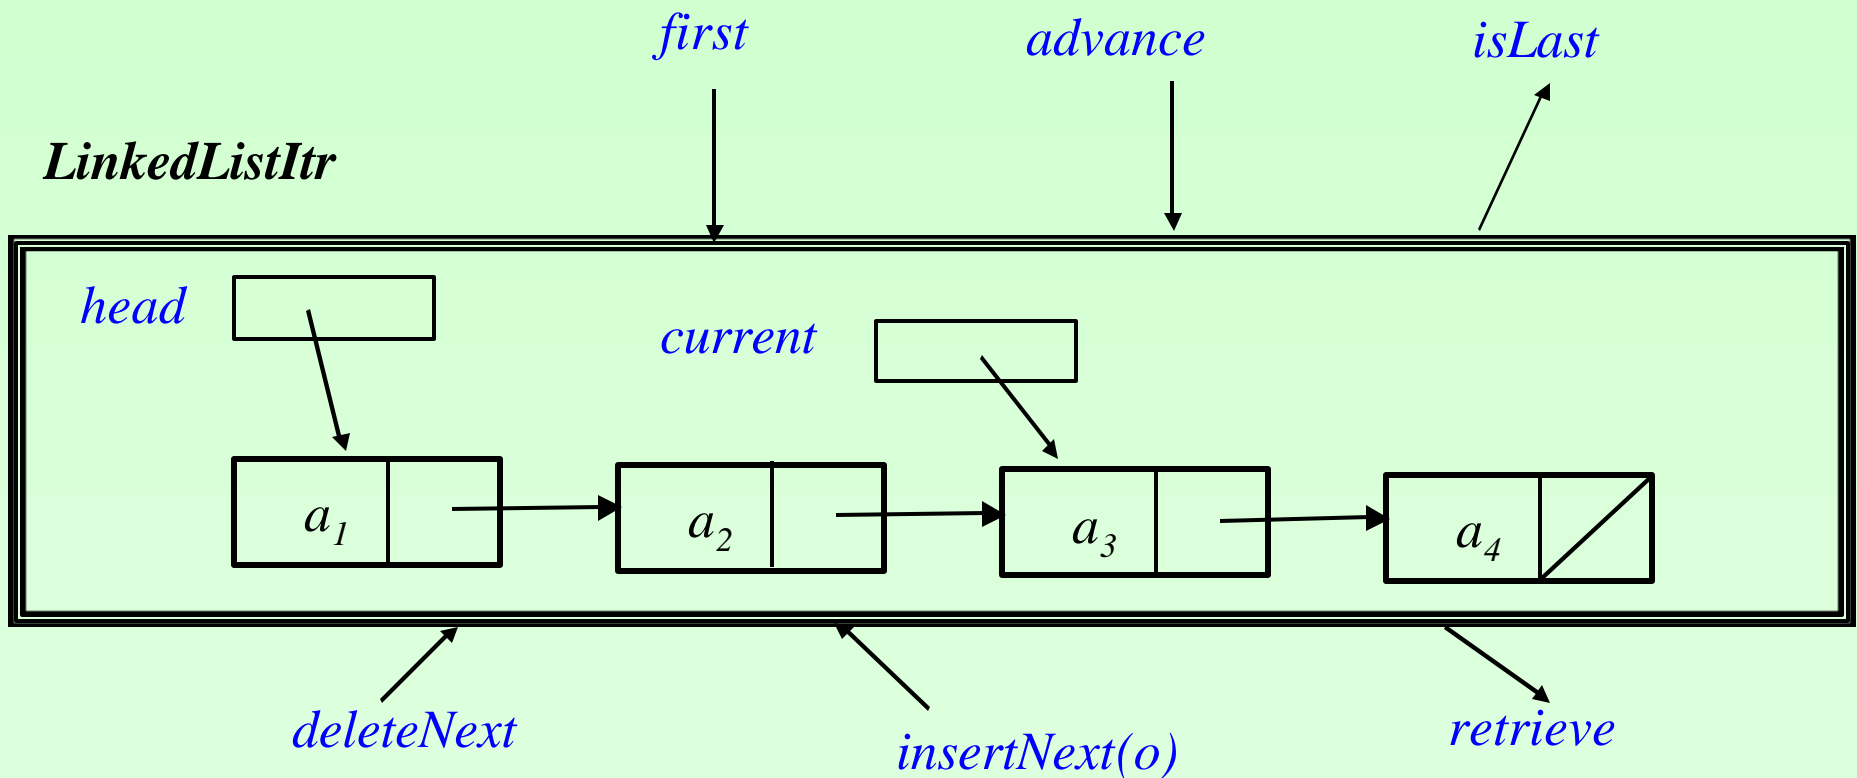 first
advance
isLast
LinkedListItr
head
current
a1
a2
a3
a4
deleteNext
insertNext(o)
retrieve